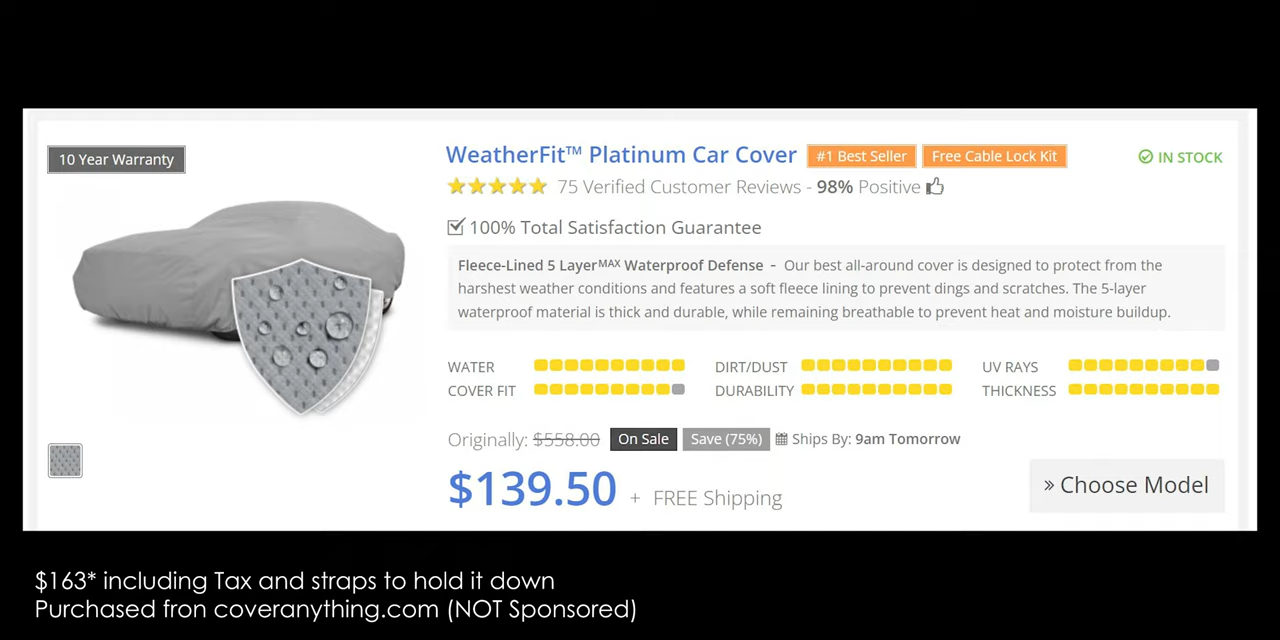 10 Year Warranty
WeatherFit™ Platinum Car Cover #1 Best Seller Free Cable Lock Kit IN STOCK
75 Verified Customer Reviews - 98% Positive
100% Total Satisfaction Guarantee
Fleece-Lined 5 Layerᴹᴬˣ Waterproof Defense - Our best all-around cover is designed to protect from the
harshest weather conditions and features a soft fleece lining to prevent dings and scratches. The 5-layer
waterproof material is thick and durable, while remaining breathable to prevent heat and moisture buildup.
WATER DIRT/DUST UV RAYS
COVER FIT DURABILITY THICKNESS
Originally: $558.00 On Sale Save (75%) Ships By: 9am Tomorrow
$139.50 + FREE Shipping
» Choose Model
$163* including Tax and straps to hold it down
Purchased fron coveranything.com (NOT Sponsored)